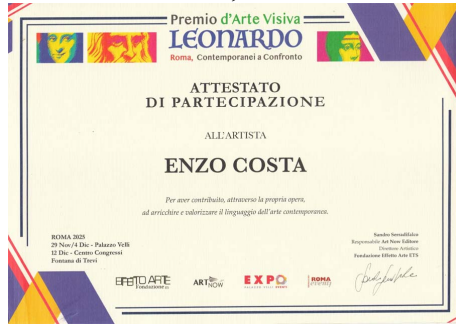 Premio d'Arte Visiva
LEONARDO
Roma, Contemporanei a Confronto
ATTESTATO
DI PARTECIPAZIONE
ALL'ARTISTA
ENZO COSTA
Per aver contribuito, attraverso la propria opera,
ad arricchire e valorizzare il linguaggio dell'arte contemporanea.
ROMA 2025
29 Nov/4 Dic - Palazzo Velli
12 Dic - Centro Congressi
Fontana di Trevi
Sandro Serradifalco
Responsabile Art Now Editore
Direttore Artistico
Fondazione Effetto Arte ETS
EFFETTO ARTE
Fondazione
ART NOW
EXPO
PALAZZO VELLI
ROMA